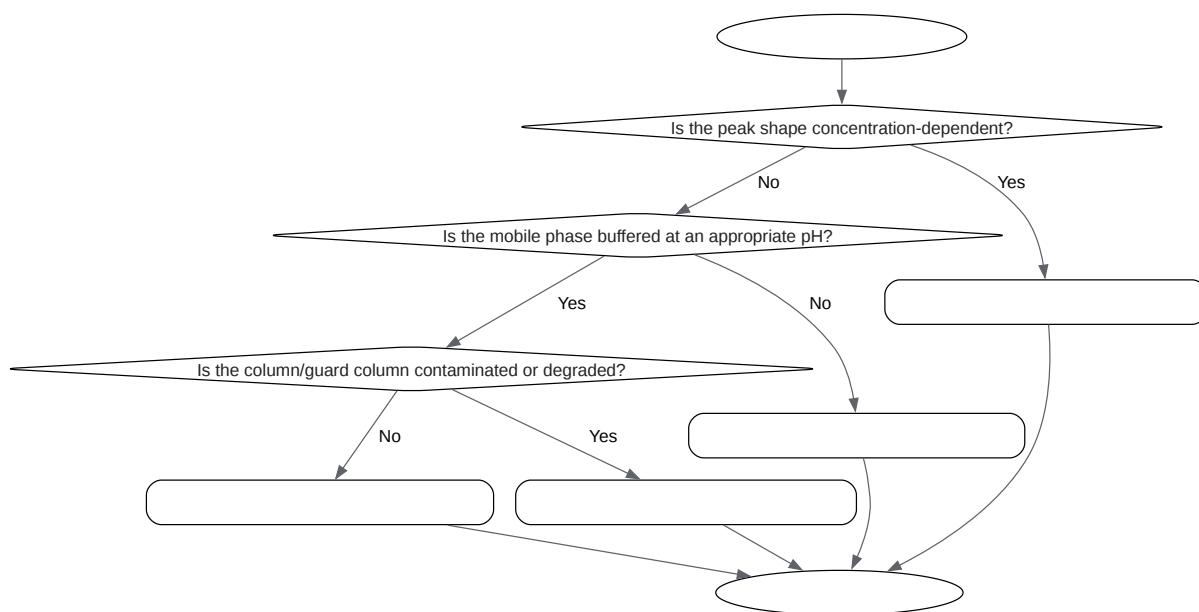 Is the peak shape concentration-dependent?
No
Yes
Is the mobile phase buffered at an appropriate pH?
Yes
No
Is the column/guard column contaminated or degraded?
No
Yes